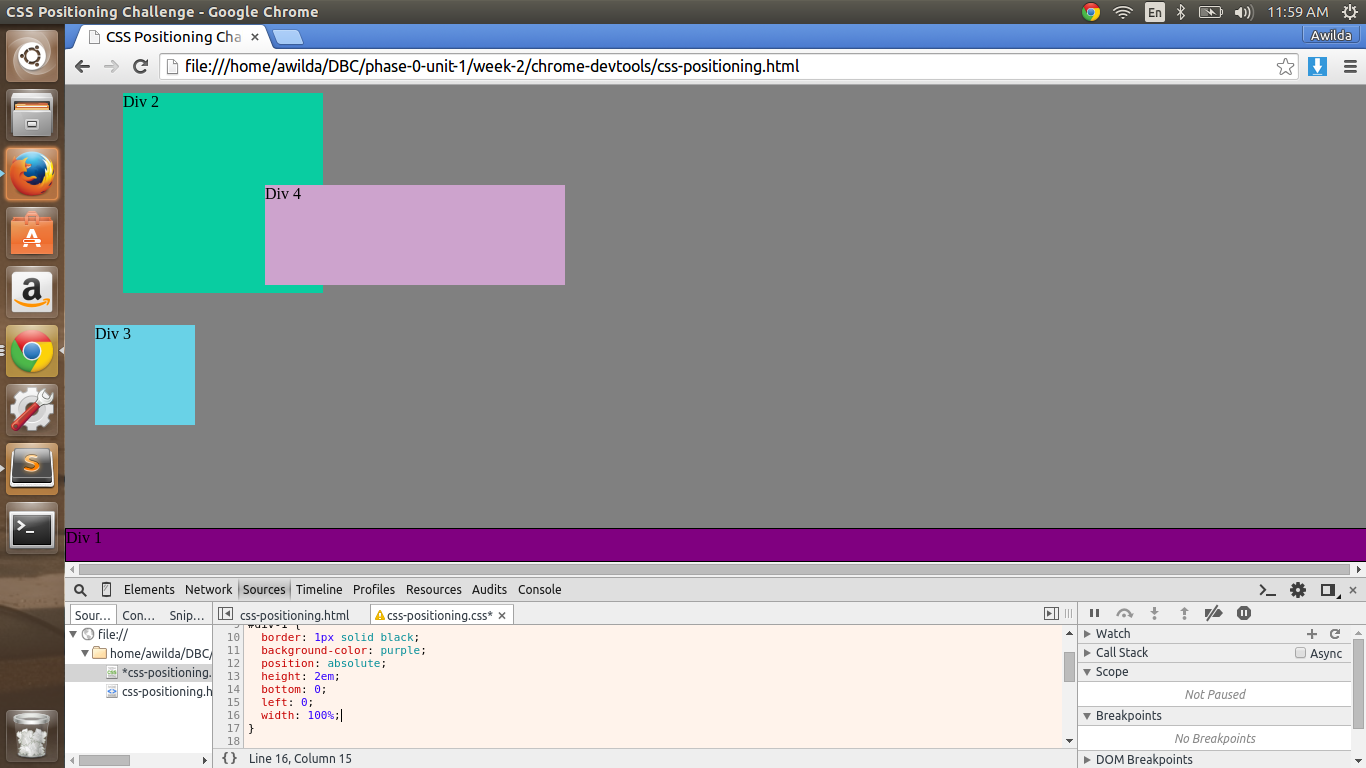 CSS Positioning Challenge - Google Chrome
En
11:59 AM
CSS Positioning Cha
Awilda
file:///home/awilda/DBC/phase-0-unit-1/week-2/chrome-devtools/css-positioning.html
Div 2
Div 4
Div 3
Div 1
Elements Network Sources Timeline Profiles Resources Audits Console
Sour... Con... Snip...
css-positioning.html
css-positioning.css*
file://
home/awilda/DBC/
*css-positioning.
css-positioning.h
9 #div-1 {
10 border: 1px solid black;
11 background-color: purple;
12 position: absolute;
13 height: 2em;
14 bottom: 0;
15 left: 0;
16 width: 100%;
17 }
18
{ } Line 16, Column 15
Watch
Call Stack Async
Scope
Not Paused
Breakpoints
No Breakpoints
DOM Breakpoints